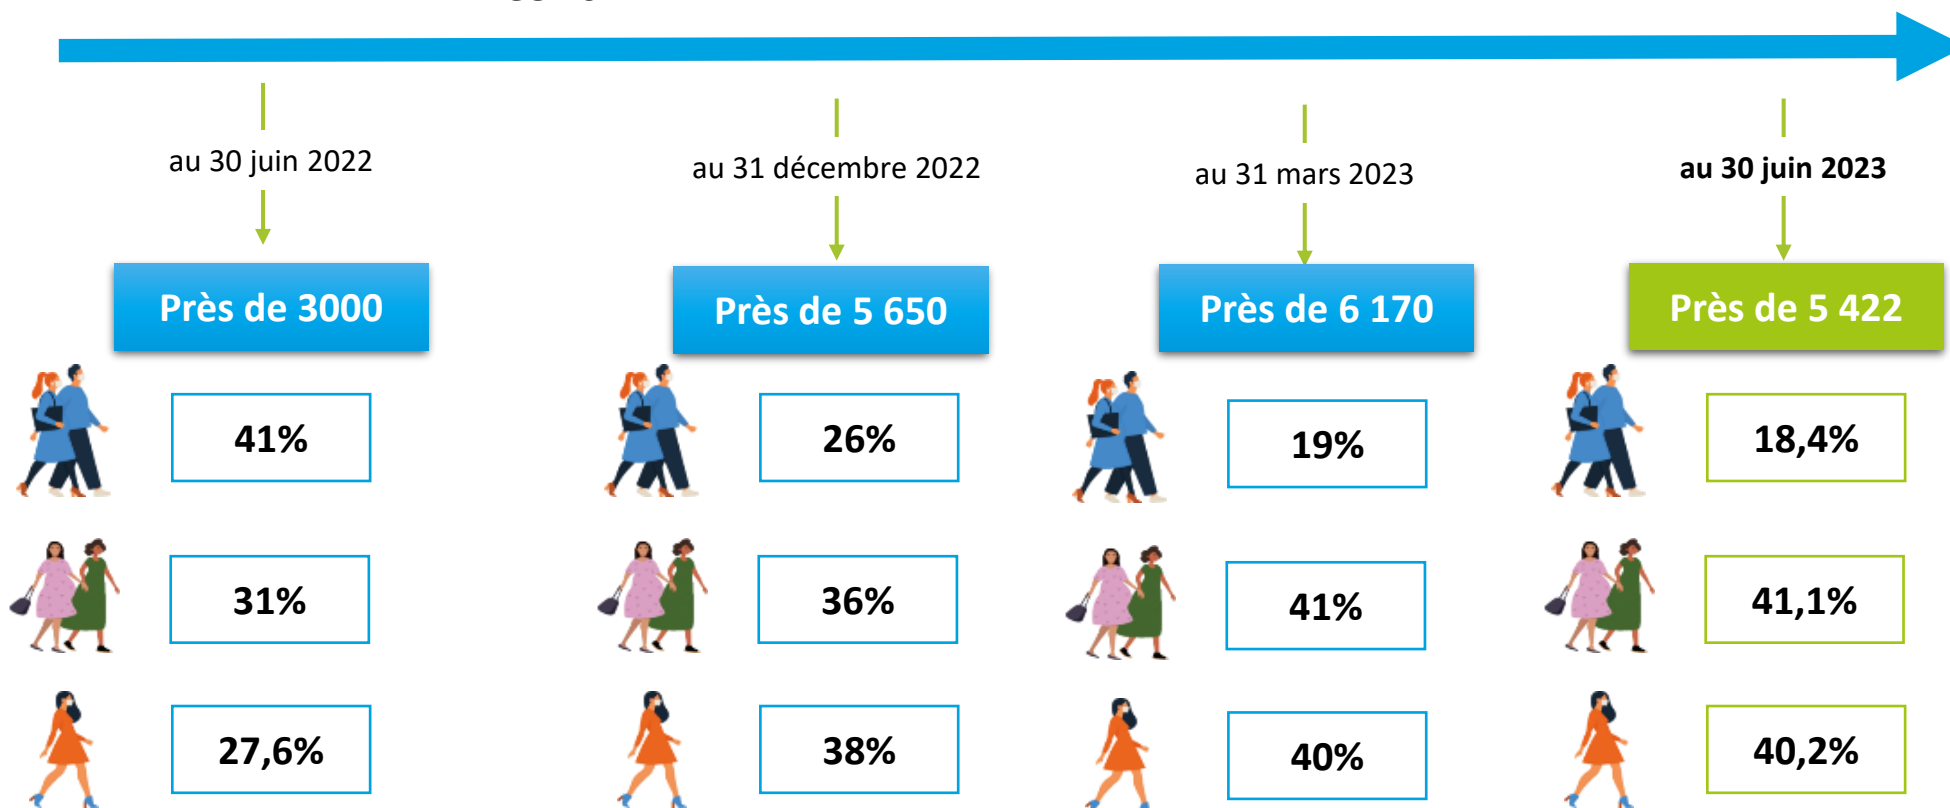 au 30 juin 2022
au 31 décembre 2022
au 31 mars 2023
au 30 juin 2023
Près de 3000
Près de 5 650
Près de 6 170
Près de 5 422
41%
26%
19%
18,4%
31%
36%
41%
41,1%
27,6%
38%
40%
40,2%